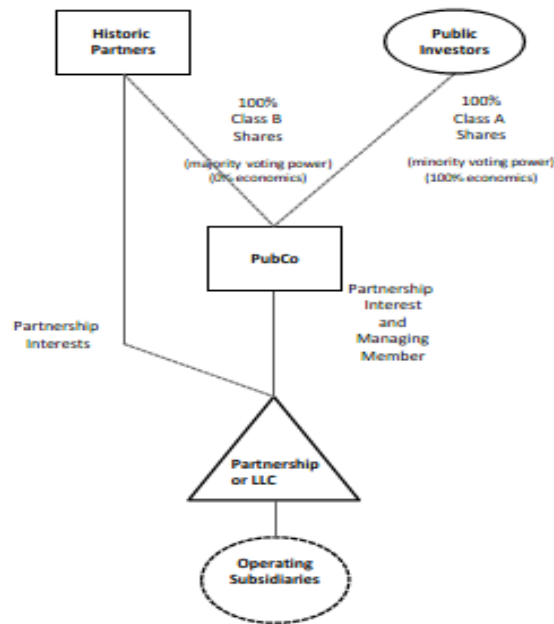 Historic
Partners
Public
Investors
100%
Class B
Shares
(majority voting power)
(0% economics)
100%
Class A
Shares
(minority voting power)
(100% economics)
PubCo
Partnership
Interests
Partnership
Interest
and
Managing
Member
Partnership
or LLC
Operating
Subsidiaries